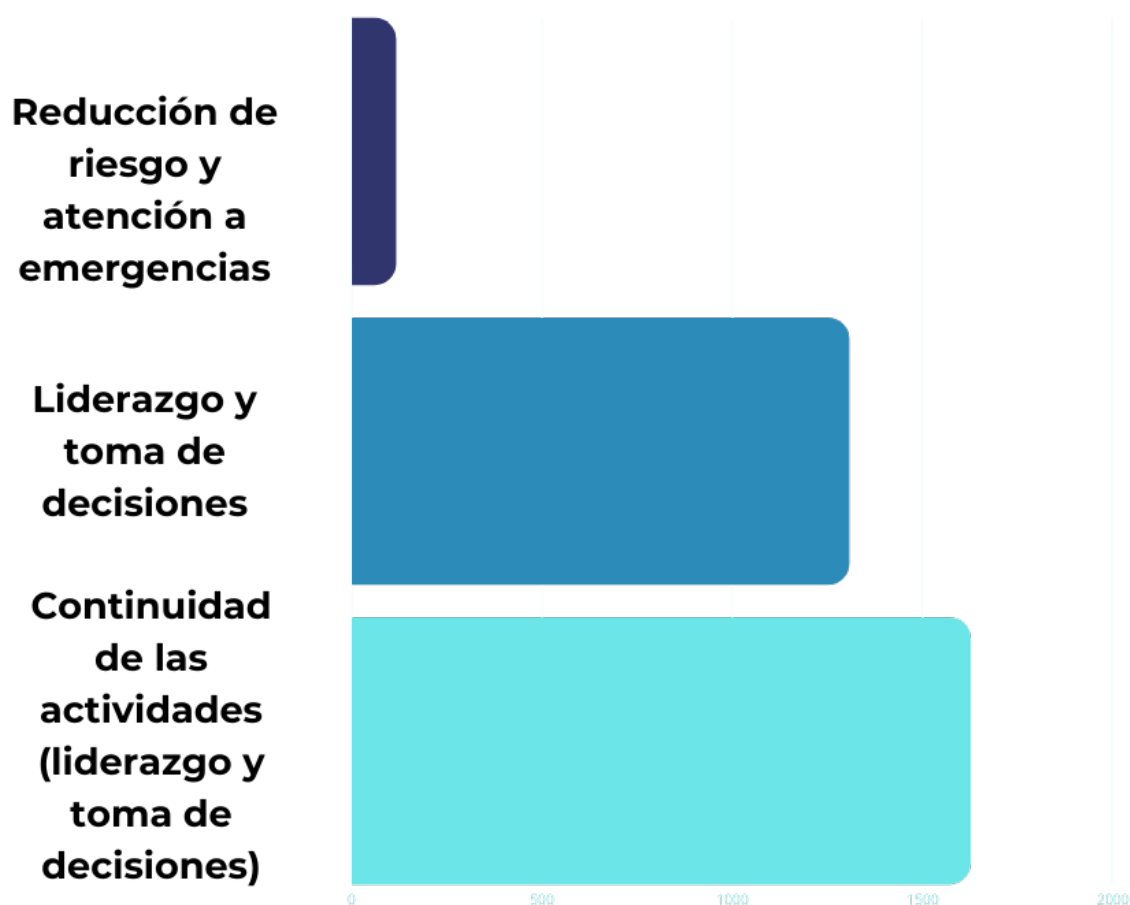 Reducción de
riesgo y
atención a
emergencias
Liderazgo y
toma de
decisiones
Continuidad
de las
actividades
(liderazgo y
toma de
decisiones)
0 500 1000 1500 2000